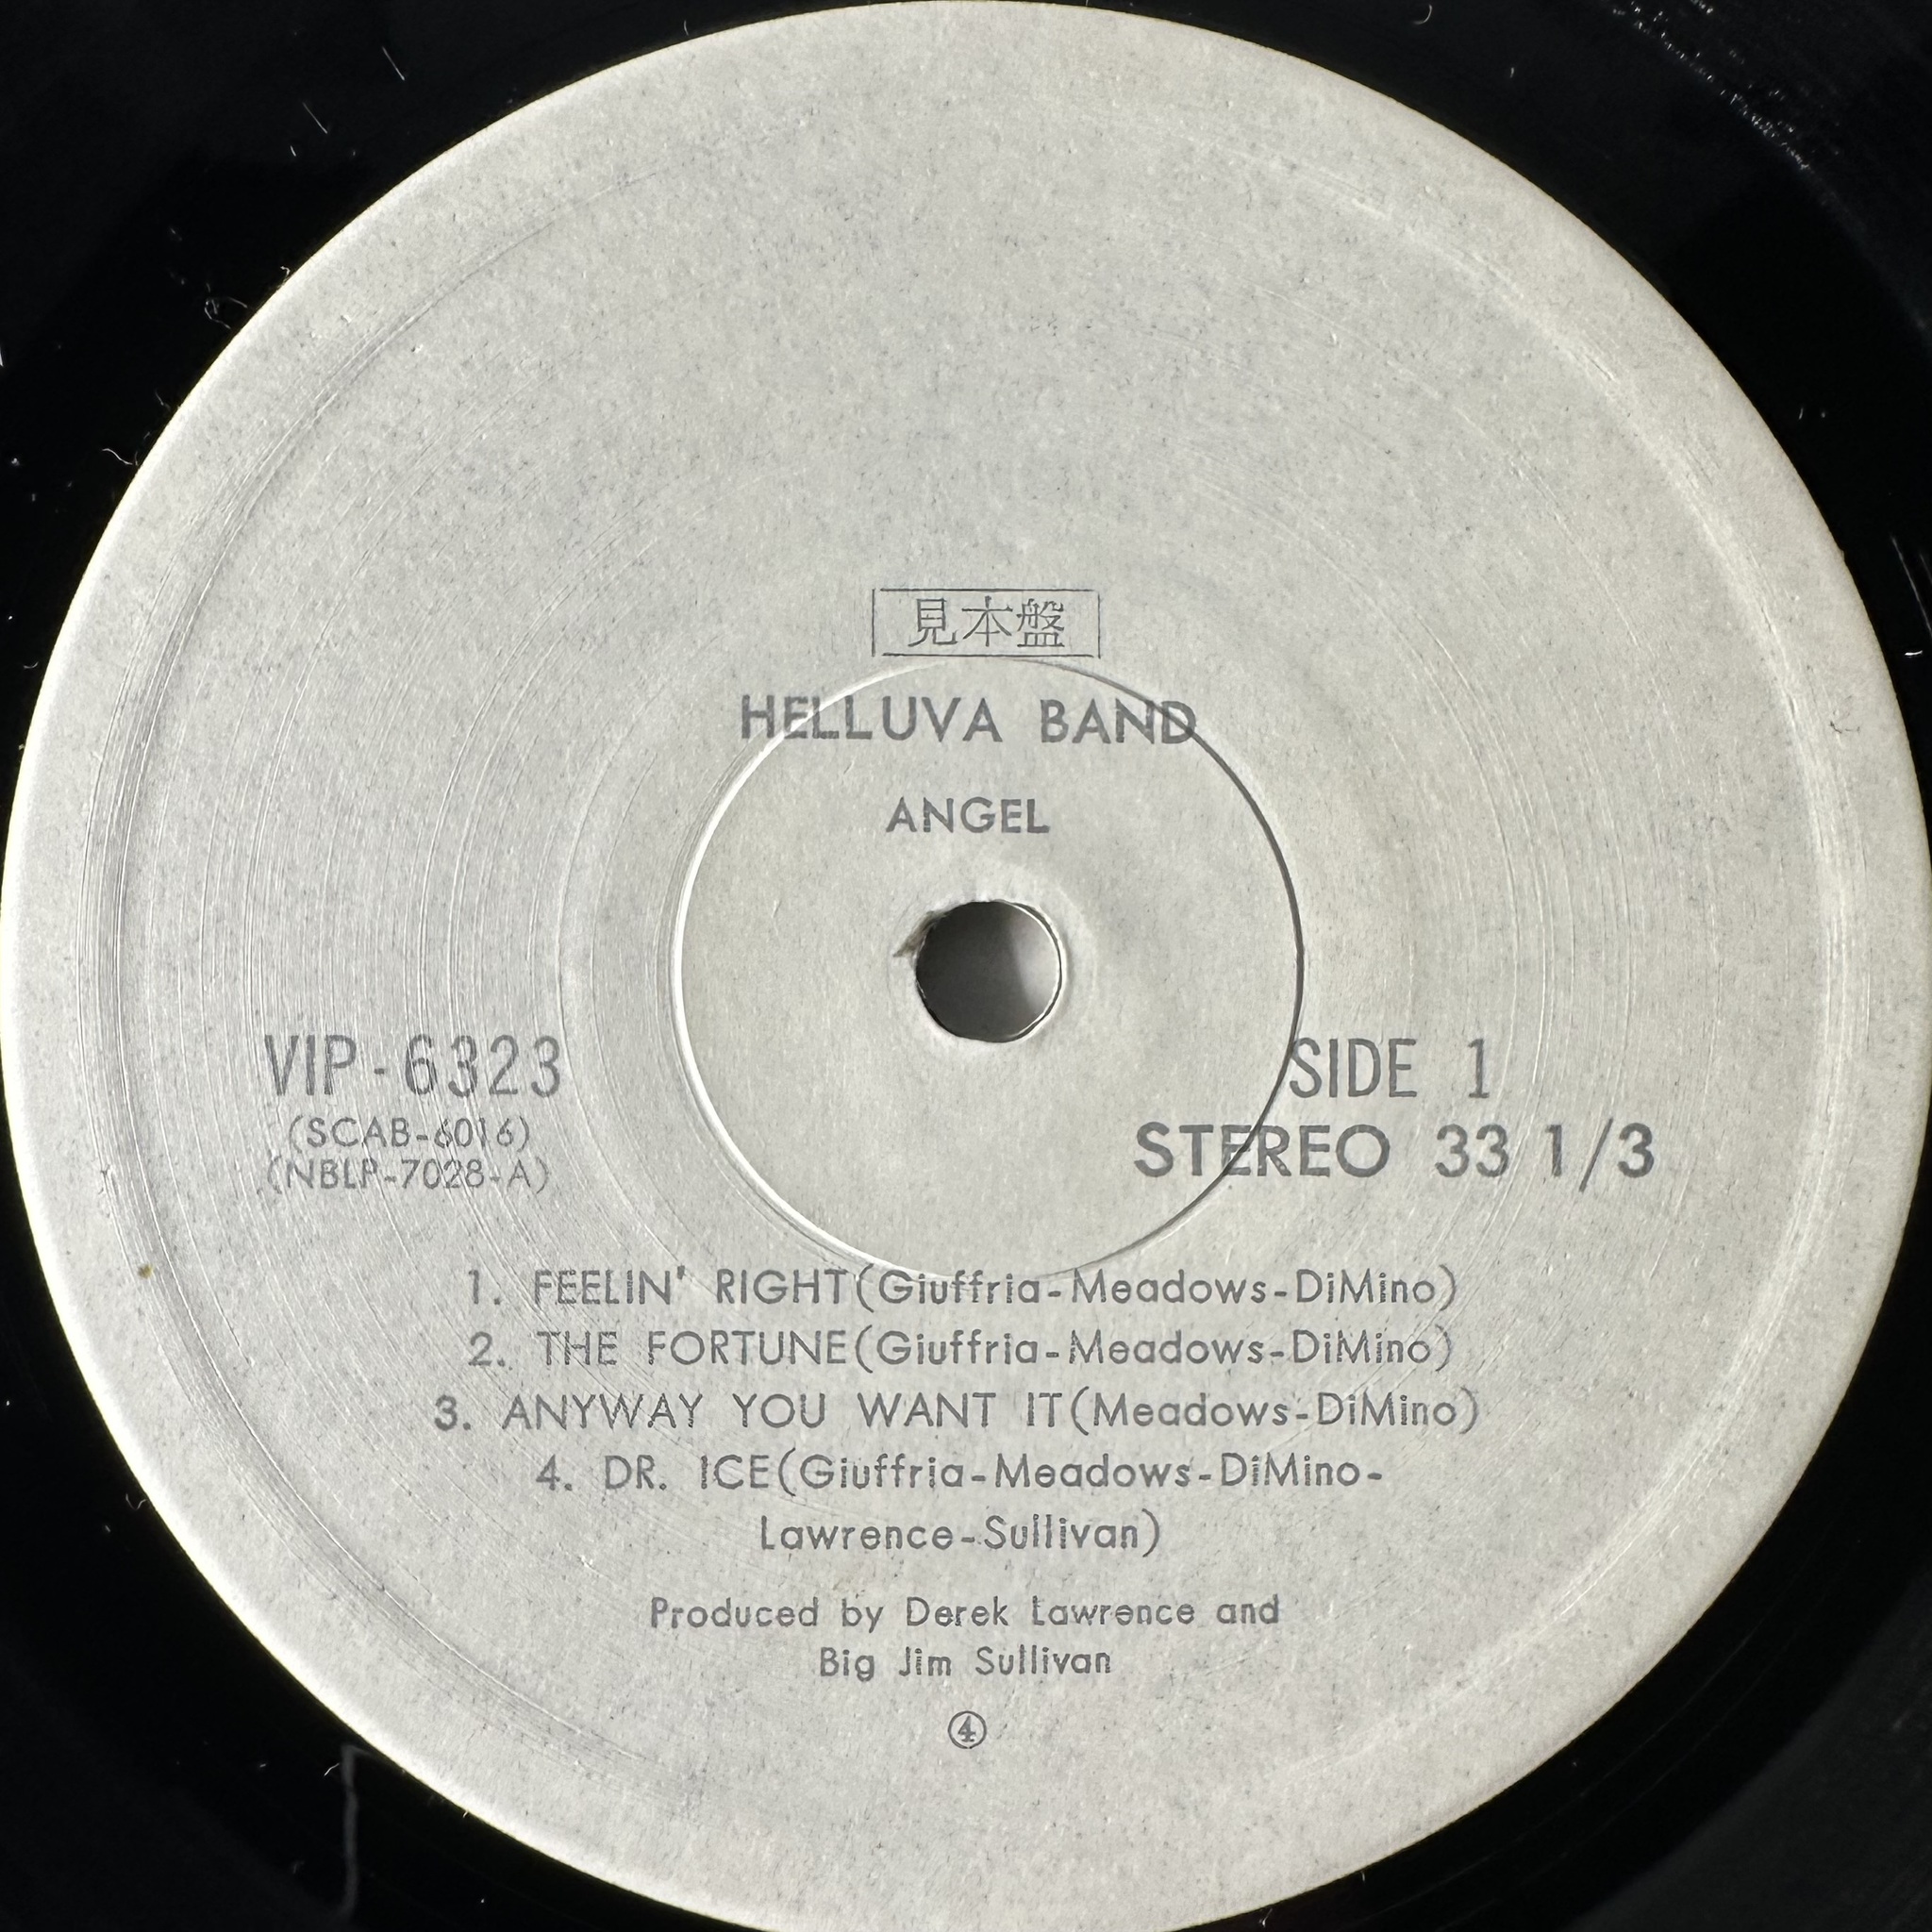 見本盤
HELLUVA BAND
ANGEL
VIP-6323
(SCAB-6016)
(NBLP-7028-A)
SIDE 1
STEREO 33 1/3
1. FEELIN' RIGHT(Giuffria-Meadows-DiMino)
2. THE FORTUNE(Giuffria-Meadows-DiMino)
3. ANYWAY YOU WANT IT(Meadows-DiMino)
4. DR. ICE(Giuffria-Meadows-DiMino-
Lawrence-Sullivan)
Produced by Derek Lawrence and
Big Jim Sullivan
④